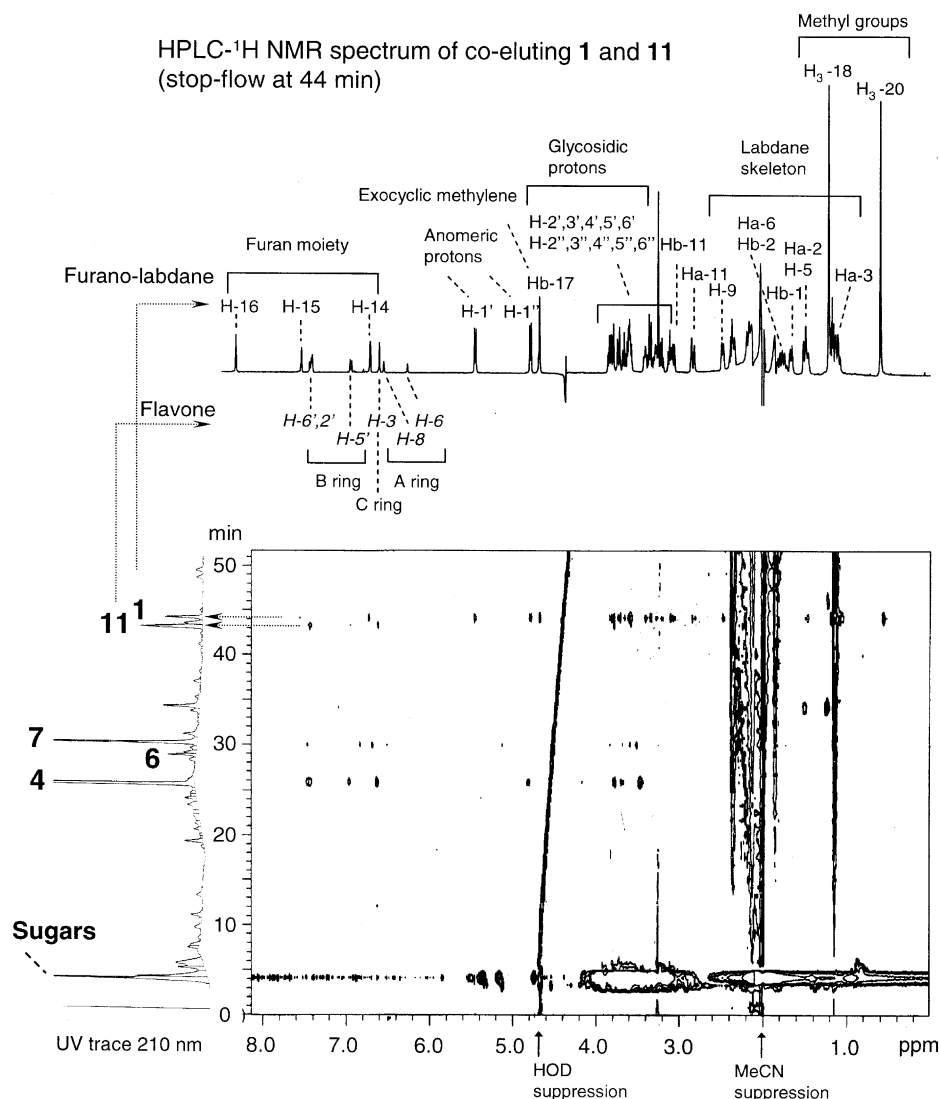 Methyl groups
HPLC-¹H NMR spectrum of co-eluting 1 and 11
(stop-flow at 44 min)
H₃-18
H₃-20
Glycosidic
protons
Labdane
skeleton
Exocyclic methylene
H-2',3',4',5',6'
H-2",3",4",5",6"
Ha-6
Hb-2
Furan moiety
Anomeric
protons
Hb-11
Ha-2
H-5
Furano-labdane
Hb-17
Ha-11
H-9
Hb-1
Ha-3
H-16
H-15
H-14
H-1'
H-1"
Flavone
H-6',2'
H-3
H-6
H-5'
H-8
B ring
A ring
C ring
min
50
1
11
40
7
30
6
4
20
10
Sugars
0
UV trace 210 nm
8.0
7.0
6.0
5.0
4.0
3.0
1.0
ppm
HOD
suppression
MeCN
suppression